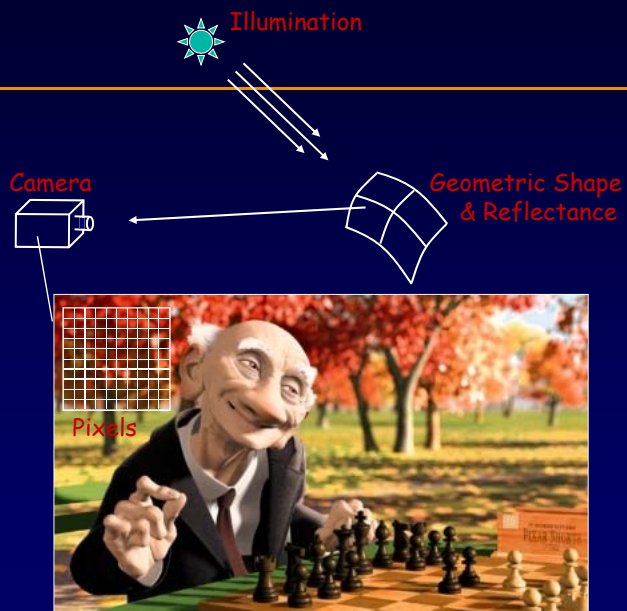 Illumination
Camera
Geometric Shape
& Reflectance
Pixels
PIXAR SHORTS